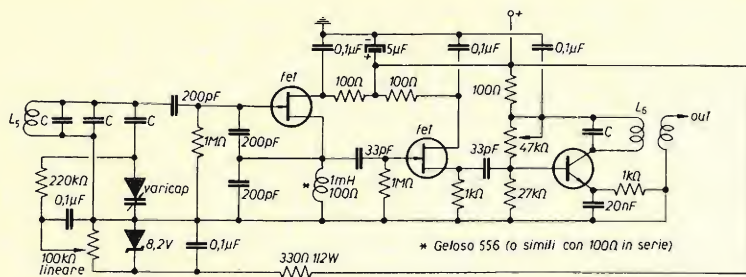 o+
0,1µF
5µF
0,1µF
0,1µF
fet
100Ω
100Ω
100Ω
200pF
L5
C
C
C
1MΩ
200pF
fet
C
L6
out
33pF
33pF
47kΩ
220kΩ
varicap
200pF
* 1mH
100Ω
1MΩ
1kΩ
27kΩ
1kΩ
0,1µF
20nF
100kΩ
lineare
8,2V
0,1µF
330Ω 1/2W
* Geloso 556 (o simili con 100Ω in serie)